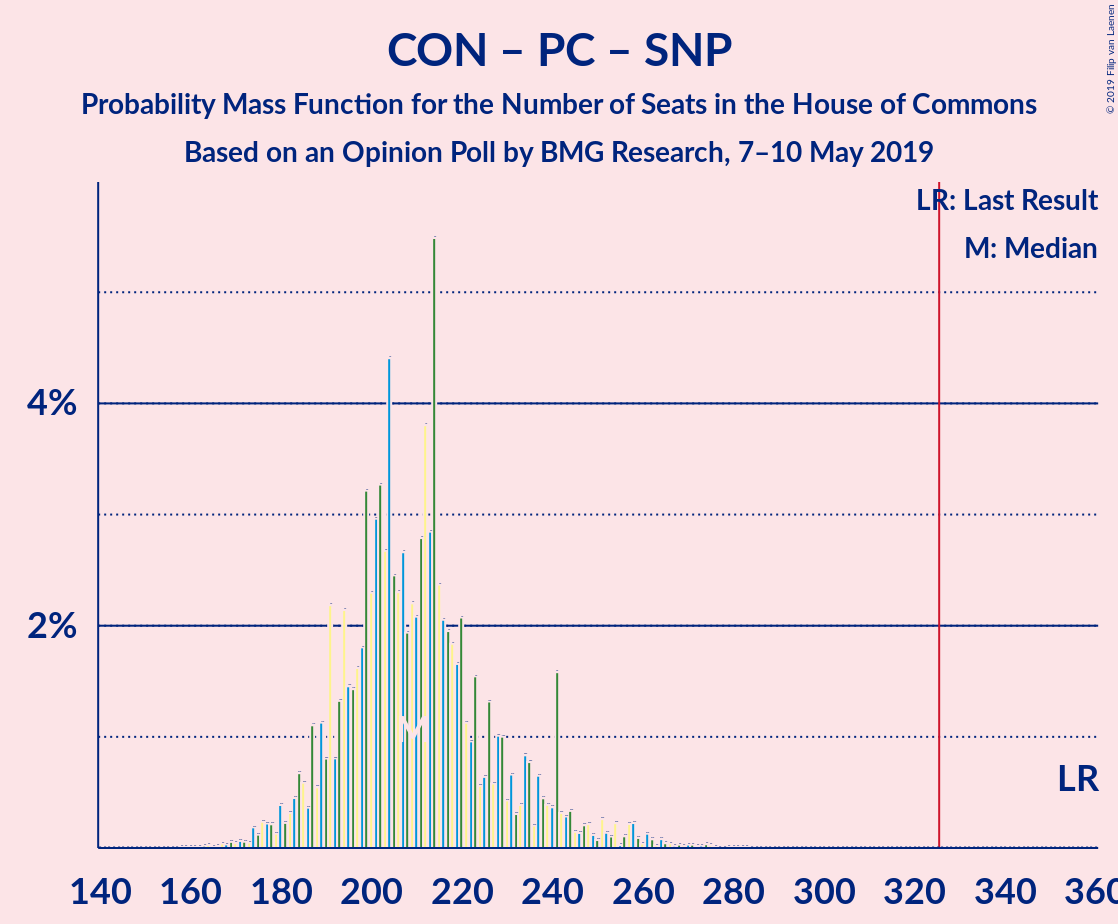 CON – PC – SNP
Probability Mass Function for the Number of Seats in the House of Commons
Based on an Opinion Poll by BMG Research, 7–10 May 2019
© 2019 Filip van Laenen
LR: Last Result
M: Median
4%
2%
M
LR
140 160 180 200 220 240 260 280 300 320 340 360